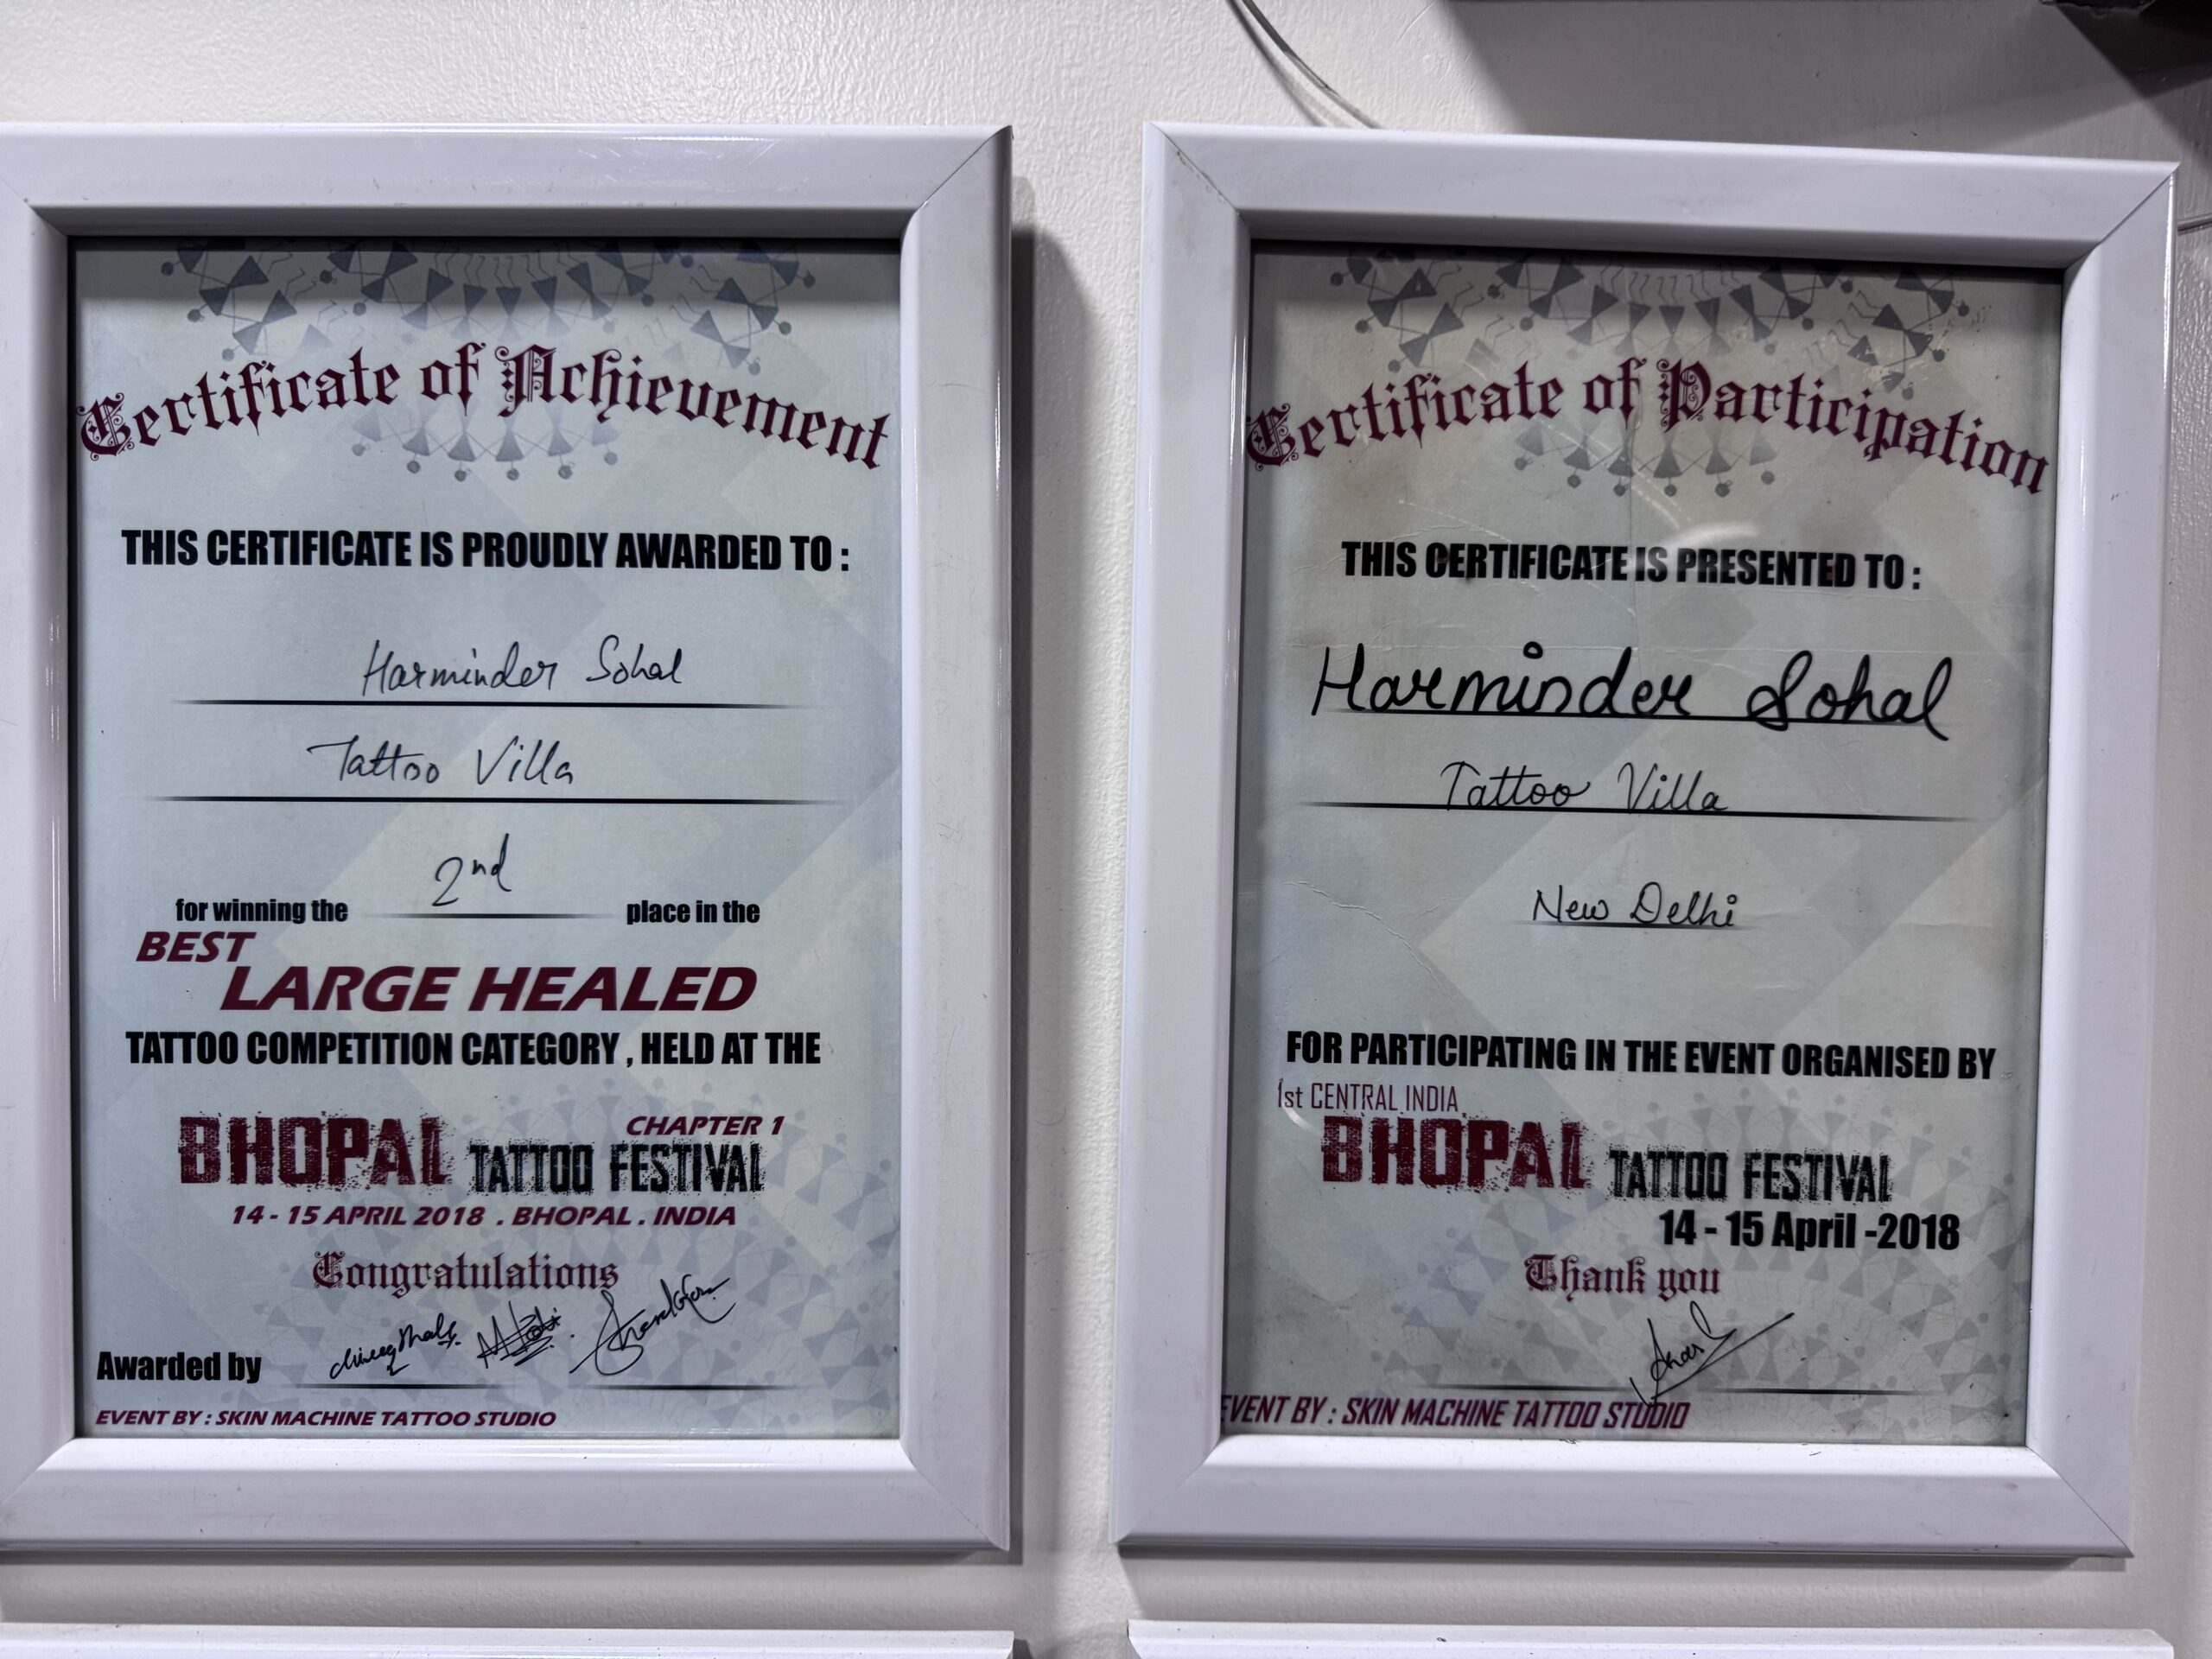 Certificate of Achievement
THIS CERTIFICATE IS PROUDLY AWARDED TO :
Harminder Sohal
Tattoo Villa
2nd
for winning the place in the
BEST
LARGE HEALED
TATTOO COMPETITION CATEGORY , HELD AT THE
CHAPTER 1
BHOPAL TATTOO FESTIVAL
14 - 15 APRIL 2018 . BHOPAL . INDIA
Congratulations
Awarded by
EVENT BY : SKIN MACHINE TATTOO STUDIO
Certificate of Participation
THIS CERTIFICATE IS PRESENTED TO :
Harminder Sohal
Tattoo Villa
New Delhi
FOR PARTICIPATING IN THE EVENT ORGANISED BY
1st CENTRAL INDIA
BHOPAL TATTOO FESTIVAL
14 - 15 April -2018
Thank you
EVENT BY : SKIN MACHINE TATTOO STUDIO